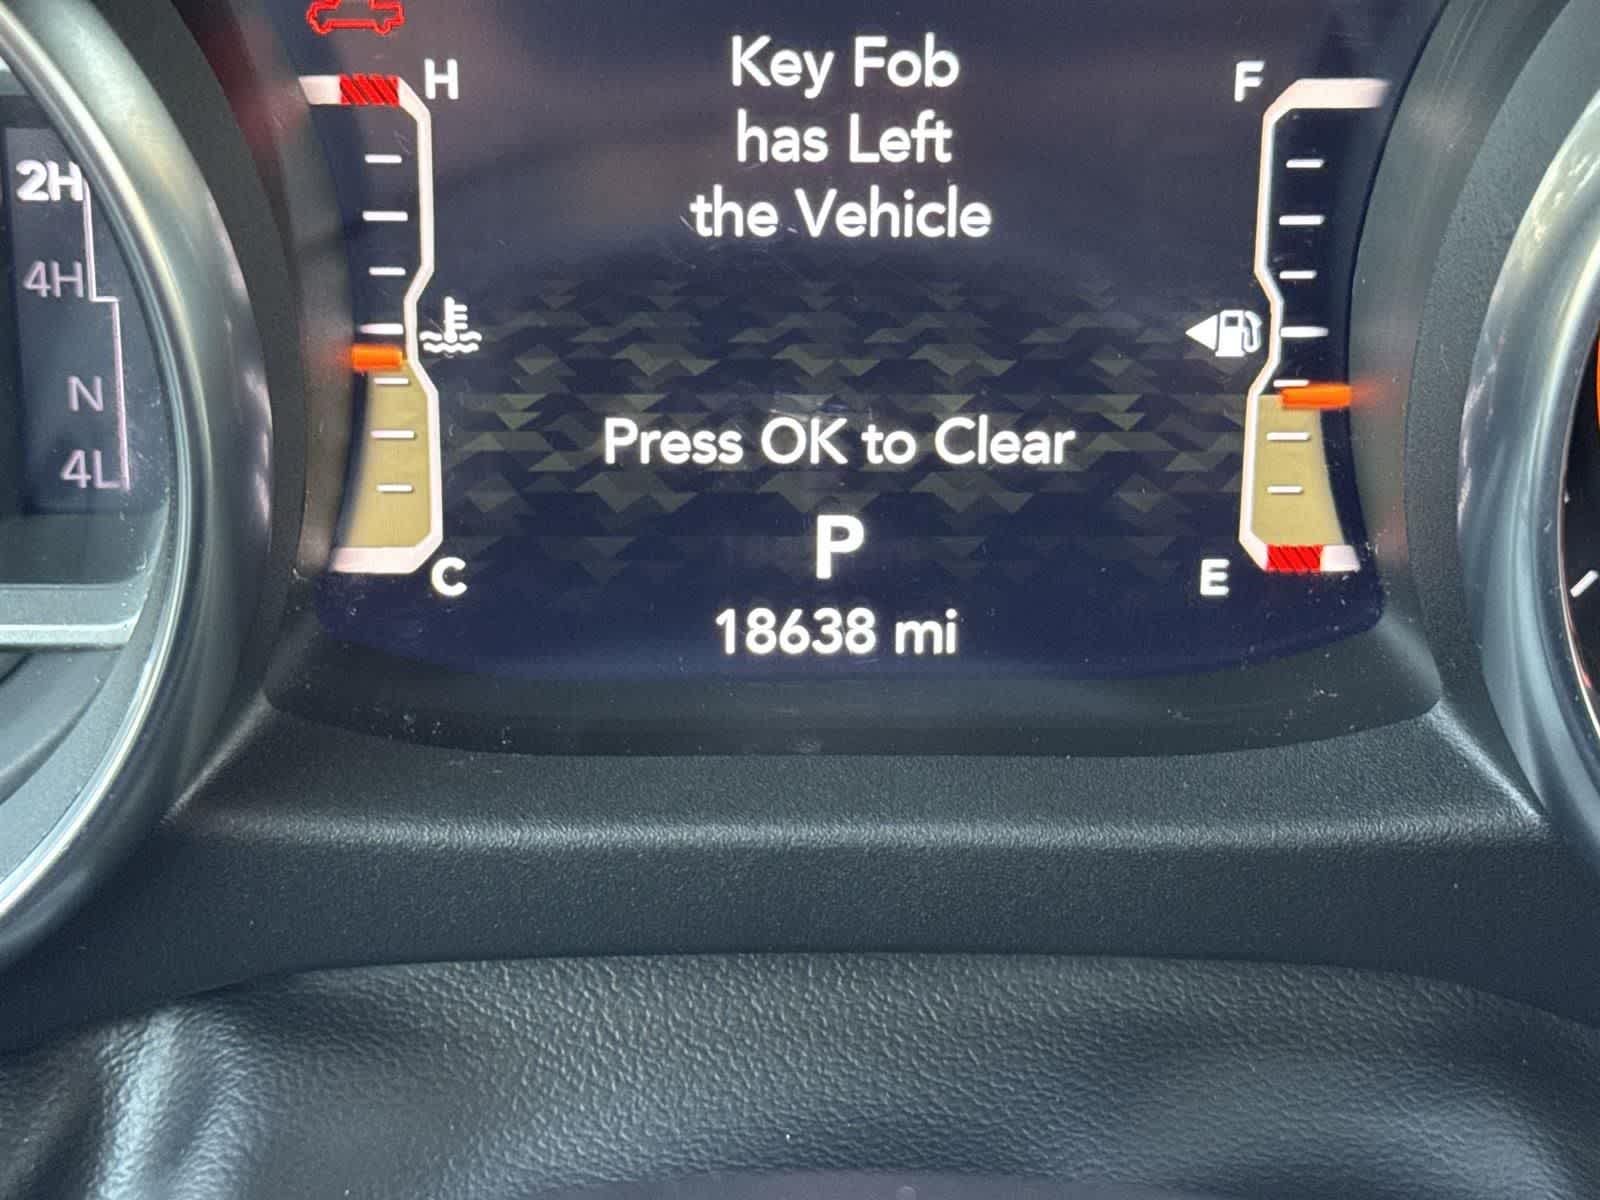 Key Fob
has Left
the Vehicle
H
F
2H
4H
N
4L
Press OK to Clear
P
C
E
18638 mi